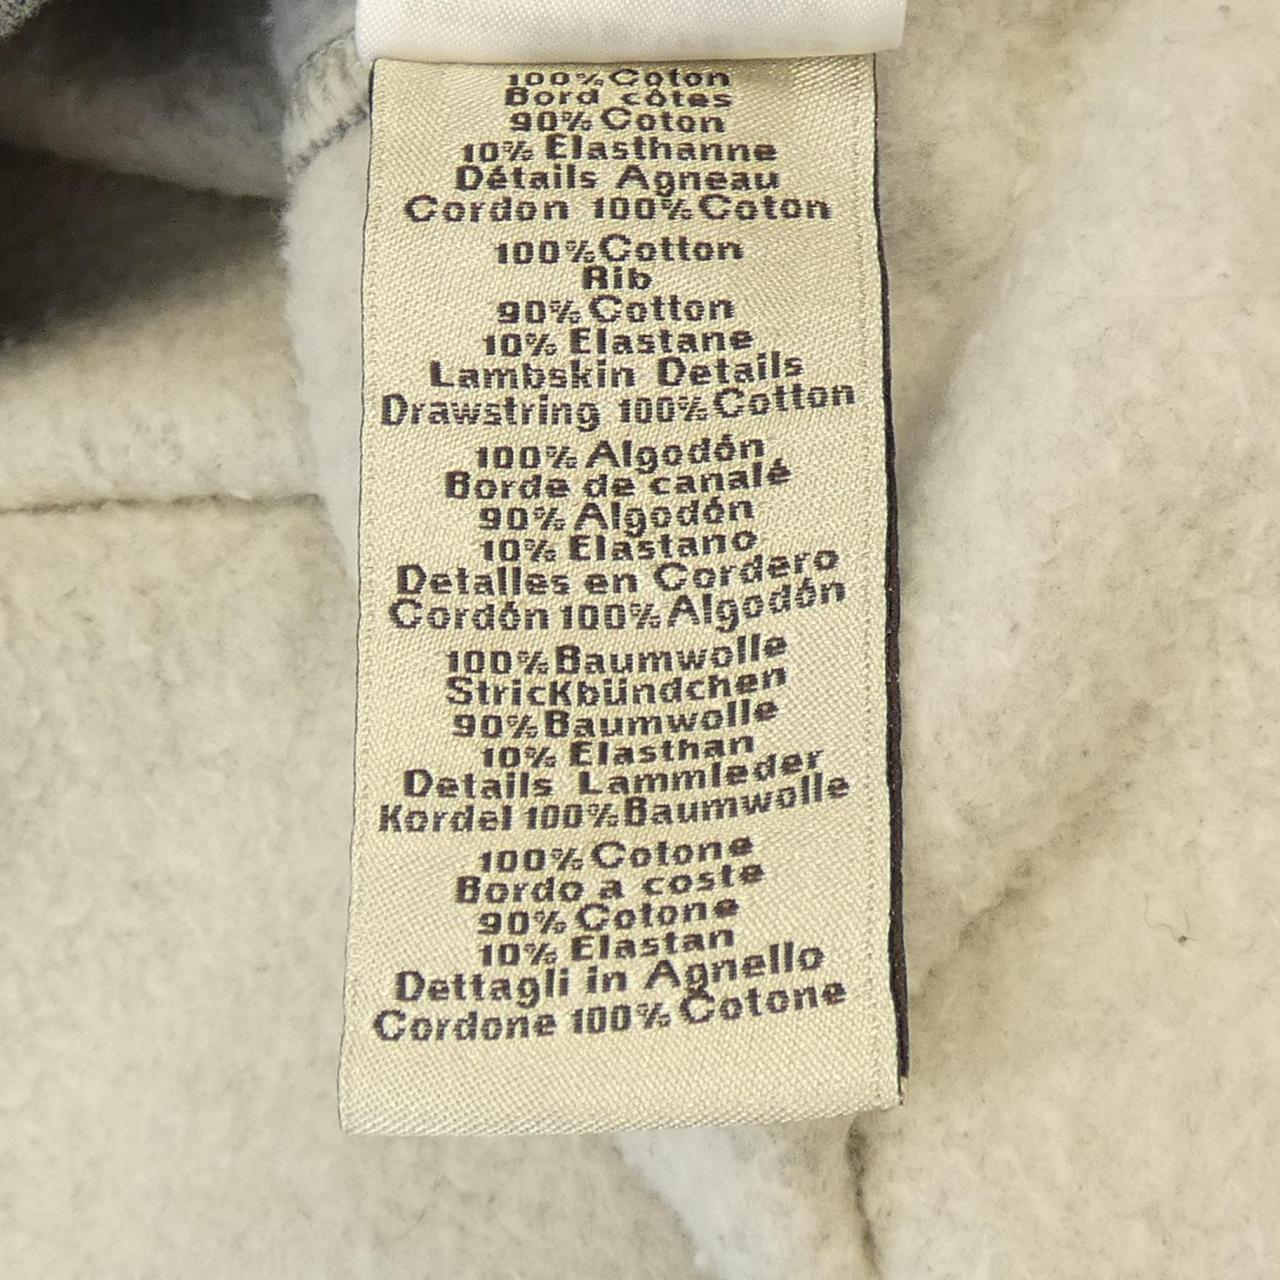 100%Coton
Bord côtes
90% Coton
10% Elasthanne
Détails Agneau
Cordon 100%Coton
100%Cotton
Rib
90%Cotton
10% Elastane
Lambskin Details
Drawstring 100%Cotton
100%Algodón
Borde de canalé
90%Algodón
10% Elastano
Detalles en Cordero
Cordón 100%Algodón
100%Baumwolle
StricKbündchen
90%Baumwolle
10% Elasthan
Details Lammleder
Kordel 100%Baumwolle
100%Cotone
Bordo a coste
90%Cotone
10% Elastan
Dettagli in Agnello
Cordone 100%Cotone